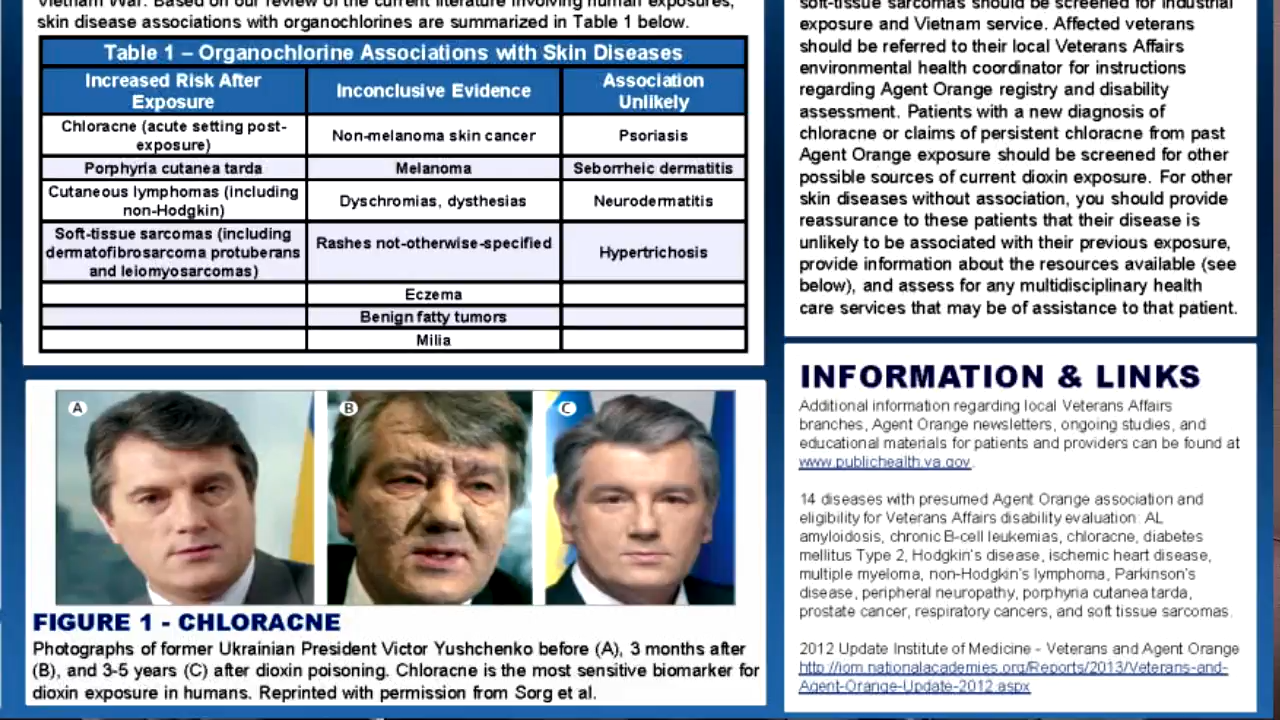 Vietnam War. Based on our review of the current literature involving human exposures,
skin disease associations with organochlorines are summarized in Table 1 below.
Table 1 – Organochlorine Associations with Skin Diseases
Increased Risk After Exposure
Inconclusive Evidence
Association Unlikely
Chloracne (acute setting post-exposure)
Non-melanoma skin cancer
Psoriasis
Porphyria cutanea tarda
Melanoma
Seborrheic dermatitis
Cutaneous lymphomas (including non-Hodgkin)
Dyschromias, dysthesias
Neurodermatitis
Soft-tissue sarcomas (including dermatofibrosarcoma protuberans and leiomyosarcomas)
Rashes not-otherwise-specified
Hypertrichosis
Eczema
Benign fatty tumors
Milia
A
B
C
FIGURE 1 - CHLORACNE
Photographs of former Ukrainian President Victor Yushchenko before (A), 3 months after
(B), and 3-5 years (C) after dioxin poisoning. Chloracne is the most sensitive biomarker for
dioxin exposure in humans. Reprinted with permission from Sorg et al.
soft-tissue sarcomas should be screened for industrial
exposure and Vietnam service. Affected veterans
should be referred to their local Veterans Affairs
environmental health coordinator for instructions
regarding Agent Orange registry and disability
assessment. Patients with a new diagnosis of
chloracne or claims of persistent chloracne from past
Agent Orange exposure should be screened for other
possible sources of current dioxin exposure. For other
skin diseases without association, you should provide
reassurance to these patients that their disease is
unlikely to be associated with their previous exposure,
provide information about the resources available (see
below), and assess for any multidisciplinary health
care services that may be of assistance to that patient.
INFORMATION & LINKS
Additional information regarding local Veterans Affairs
branches, Agent Orange newsletters, ongoing studies, and
educational materials for patients and providers can be found at
www.publichealth.va.gov.
14 diseases with presumed Agent Orange association and
eligibility for Veterans Affairs disability evaluation: AL
amyloidosis, chronic B-cell leukemias, chloracne, diabetes
mellitus Type 2, Hodgkin's disease, ischemic heart disease,
multiple myeloma, non-Hodgkin's lymphoma, Parkinson's
disease, peripheral neuropathy, porphyria cutanea tarda,
prostate cancer, respiratory cancers, and soft tissue sarcomas.
2012 Update Institute of Medicine - Veterans and Agent Orange
http://iom.nationalacademies.org/Reports/2013/Veterans-and-
Agent-Orange-Update-2012.aspx